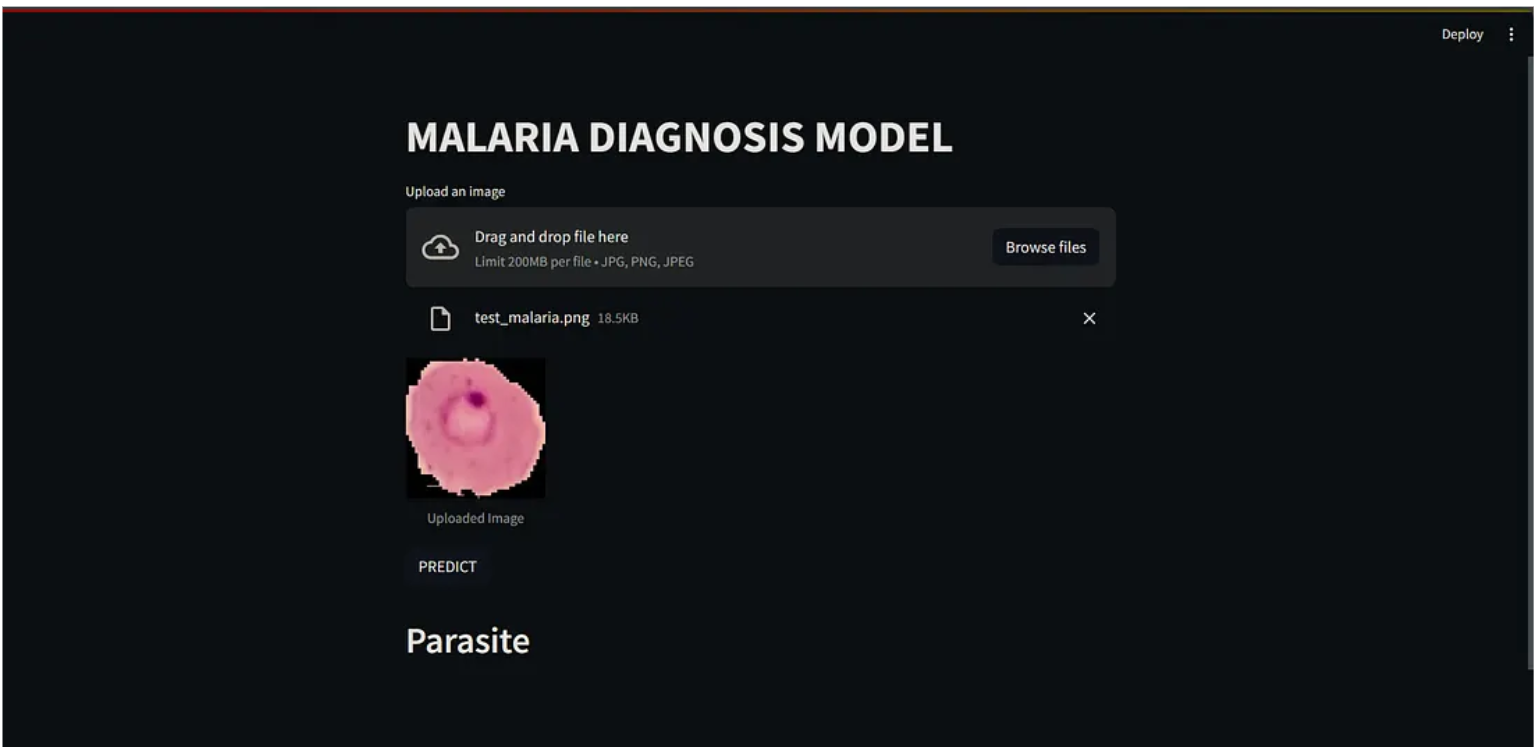 Deploy
MALARIA DIAGNOSIS MODEL
Upload an image
Drag and drop file here
Limit 200MB per file • JPG, PNG, JPEG
Browse files
test_malaria.png 18.5KB
Uploaded Image
PREDICT
Parasite